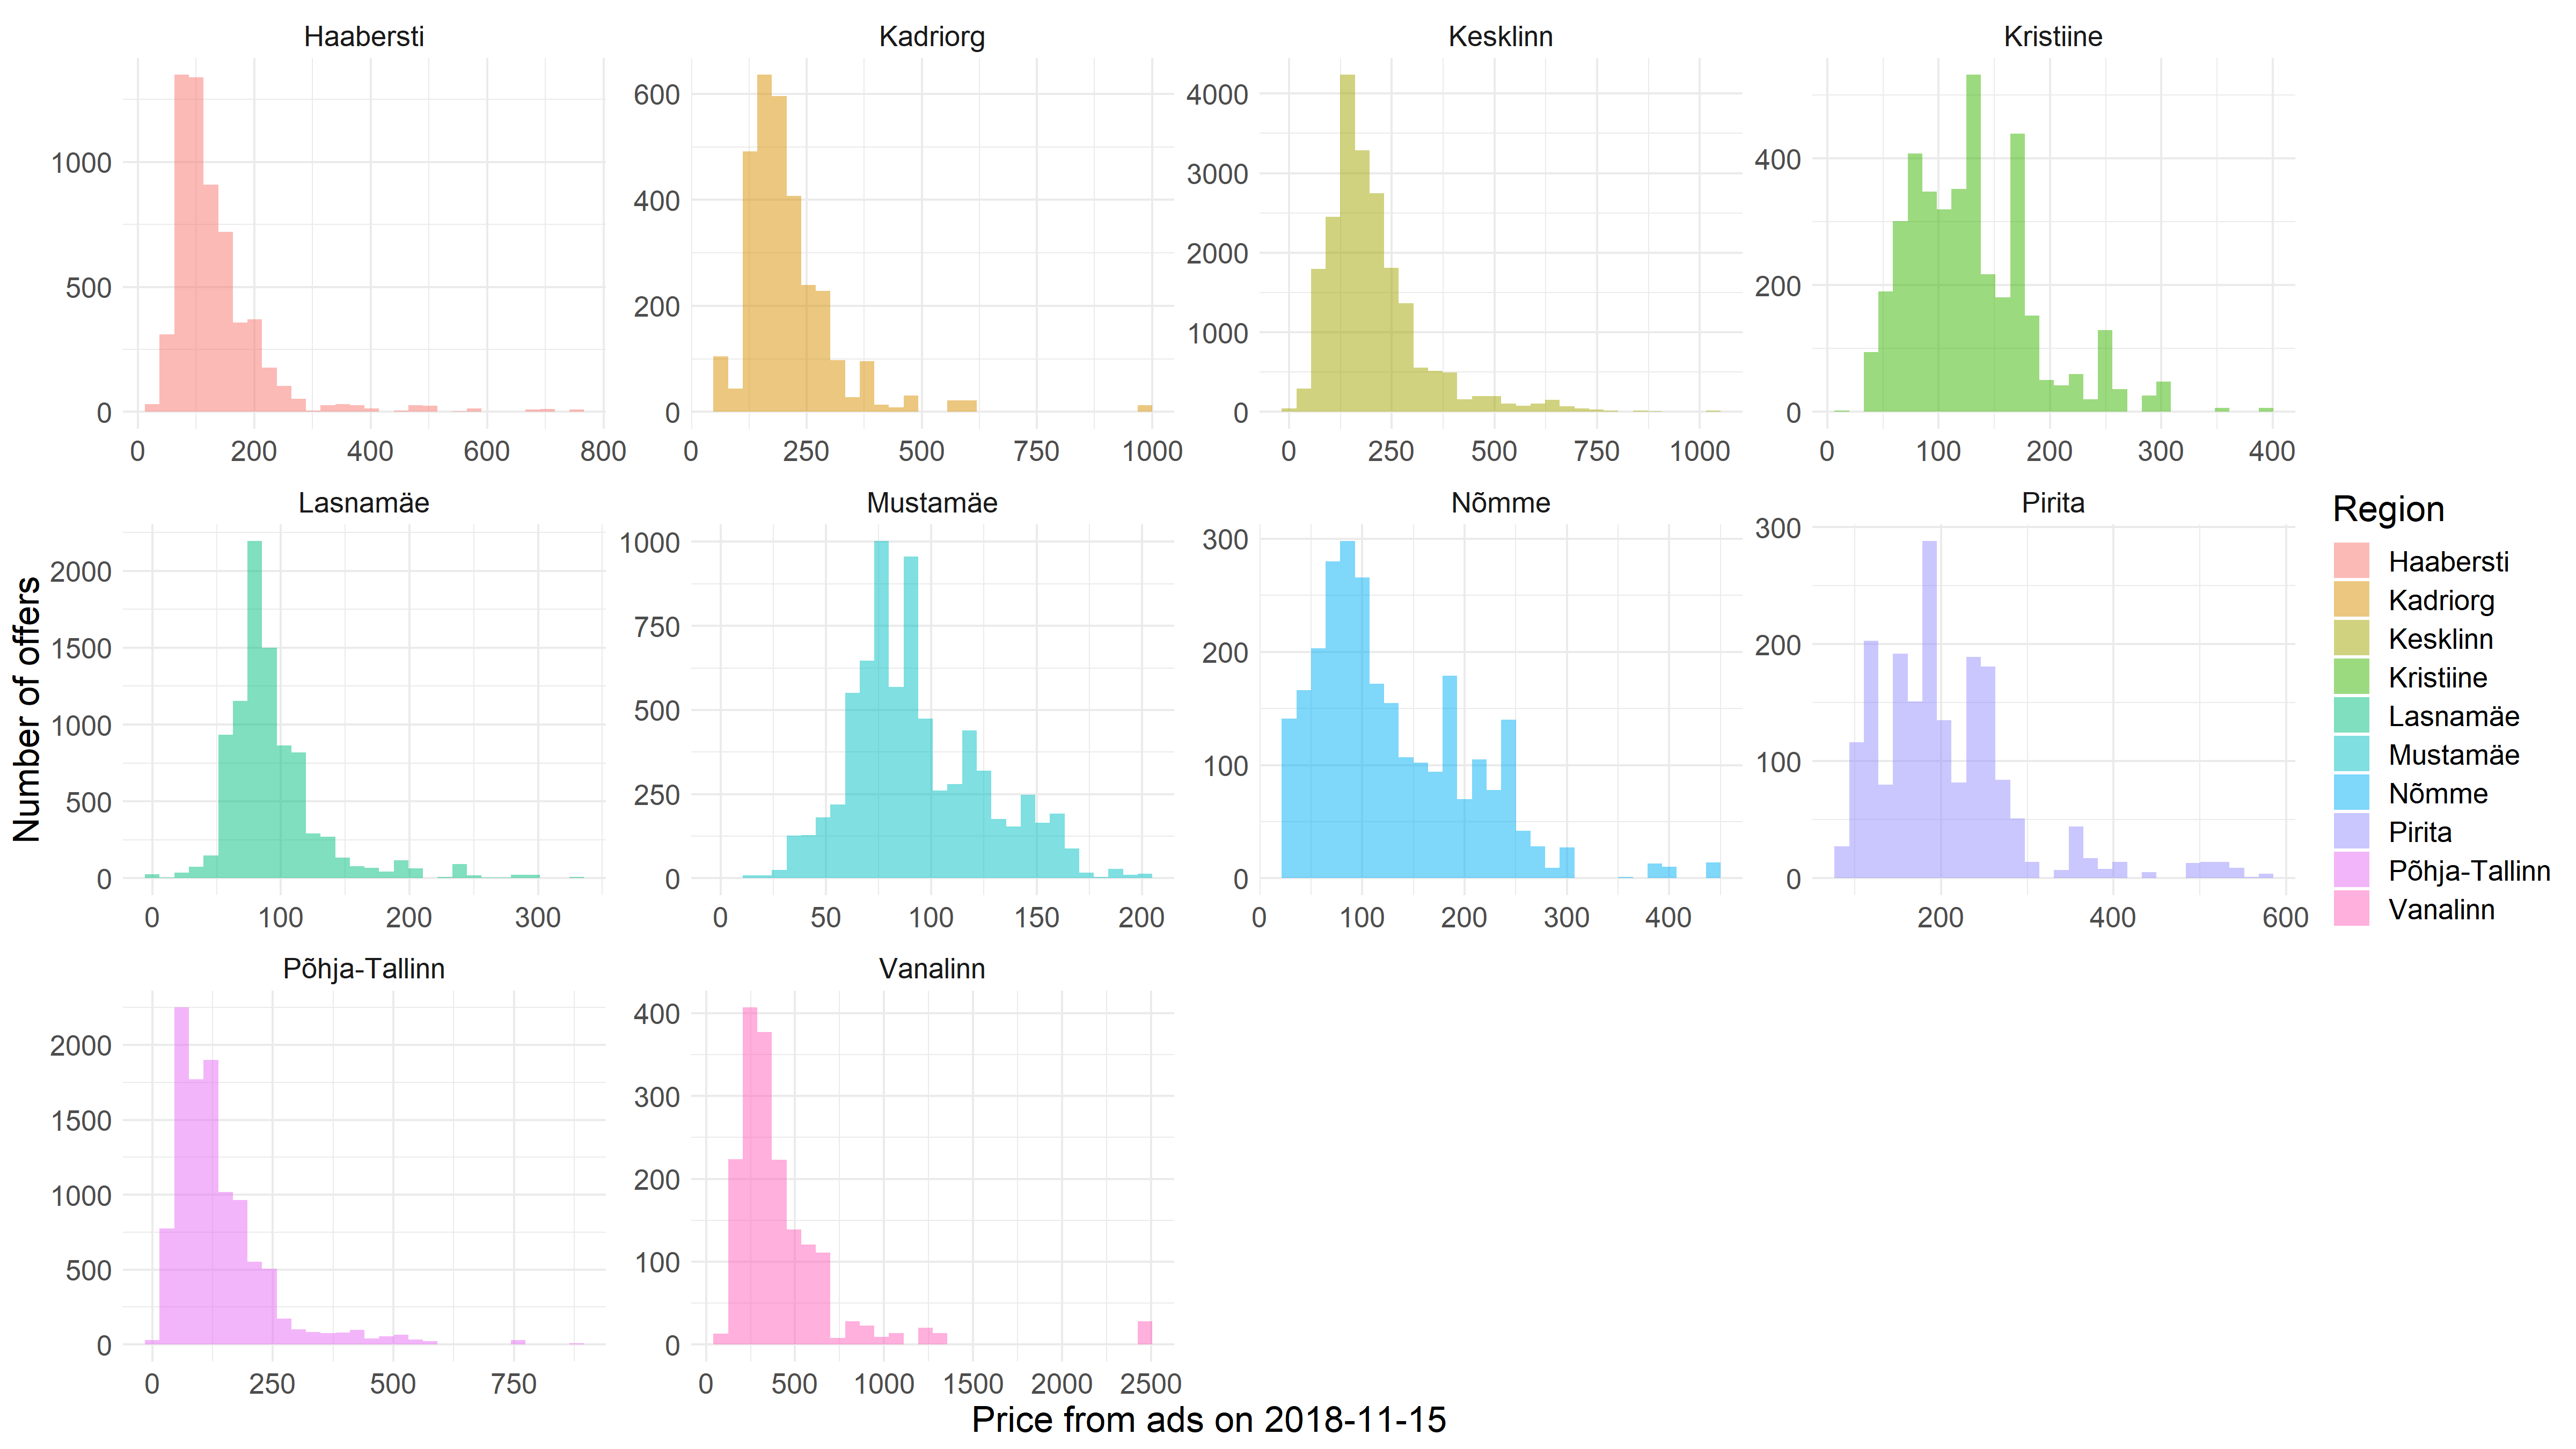 Haabersti
Kadriorg
Kesklinn
Kristiine
1000
500
0
0 200 400 600 800
600
400
200
0
0 250 500 750 1000
4000
3000
2000
1000
0
0 250 500 750 1000
400
200
0
0 100 200 300 400
Lasnamäe
Mustamäe
Nõmme
Pirita
2000
1500
1000
500
0
0 100 200 300
1000
750
500
250
0
0 50 100 150 200
300
200
100
0
0 100 200 300 400
300
200
100
0
200 400 600
Põhja-Tallinn
Vanalinn
2000
1500
1000
500
0
0 250 500 750
400
300
200
100
0
0 500 1000 1500 2000 2500
Number of offers
Price from ads on 2018-11-15
Region
Haabersti
Kadriorg
Kesklinn
Kristiine
Lasnamäe
Mustamäe
Nõmme
Pirita
Põhja-Tallinn
Vanalinn